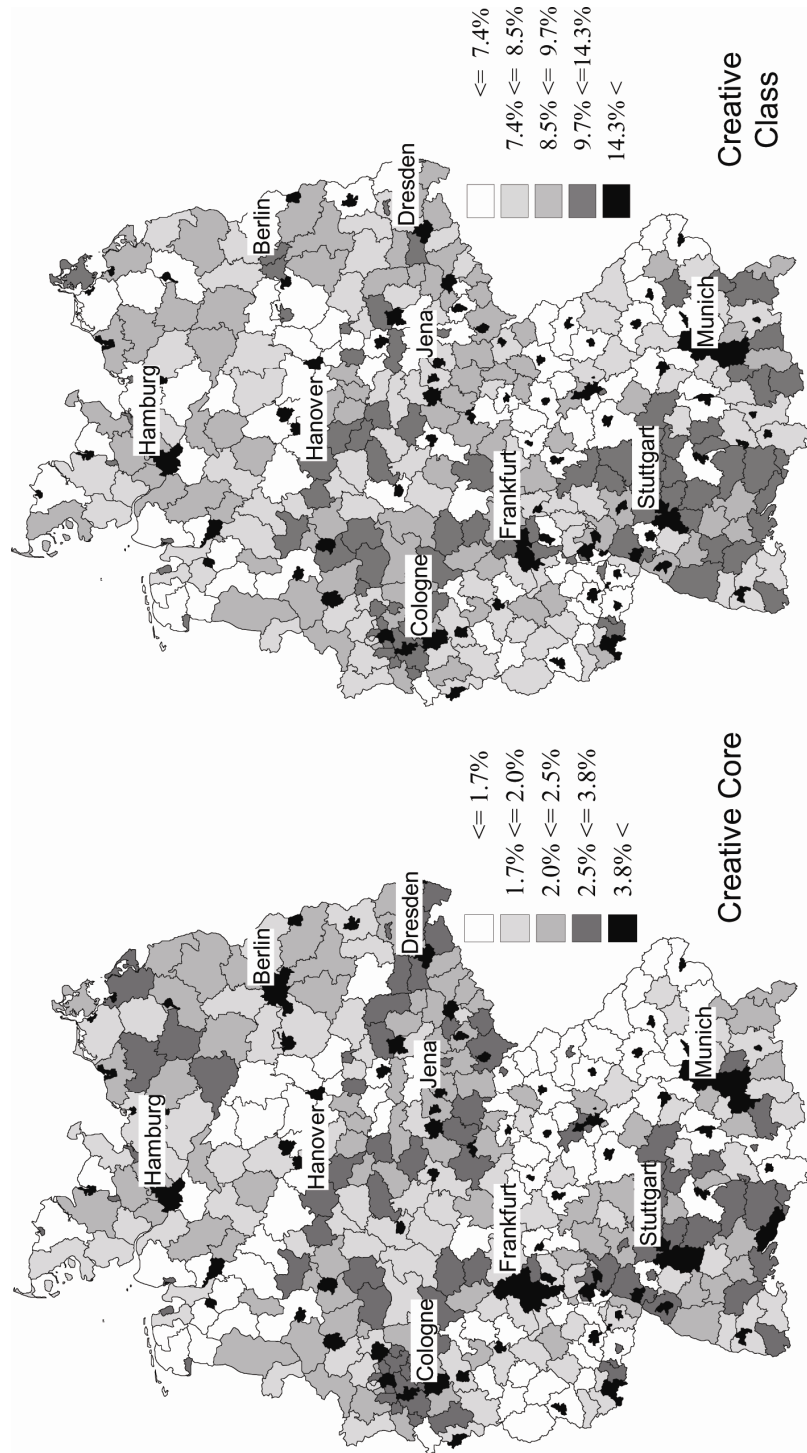 Hamburg
Berlin
Hanover
Dresden
Jena
Cologne
Frankfurt
Stuttgart
Munich
<= 1.7%
1.7% <= 2.0%
2.0% <= 2.5%
2.5% <= 3.8%
3.8% <
Creative Core
Hamburg
Berlin
Hanover
Dresden
Jena
Cologne
Frankfurt
Stuttgart
Munich
<= 7.4%
7.4% <= 8.5%
8.5% <= 9.7%
9.7% <=14.3%
14.3% <
Creative
Class